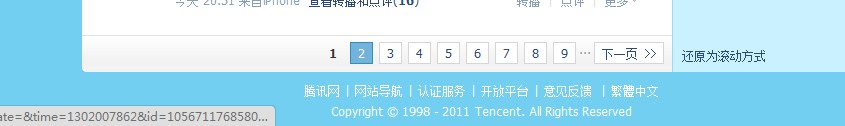 今天 20:31 来自iPhone 查看转播和点评(16) 转播 | 点评 | 更多
1 2 3 4 5 6 7 8 9 ··· 下一页 >> 还原为滚动方式
腾讯网 | 网站导航 | 认证服务 | 开放平台 | 意见反馈 | 繁體中文
Copyright © 1998 - 2011 Tencent. All Rights Reserved
ate=&time=1302007862&id=1056711768580...